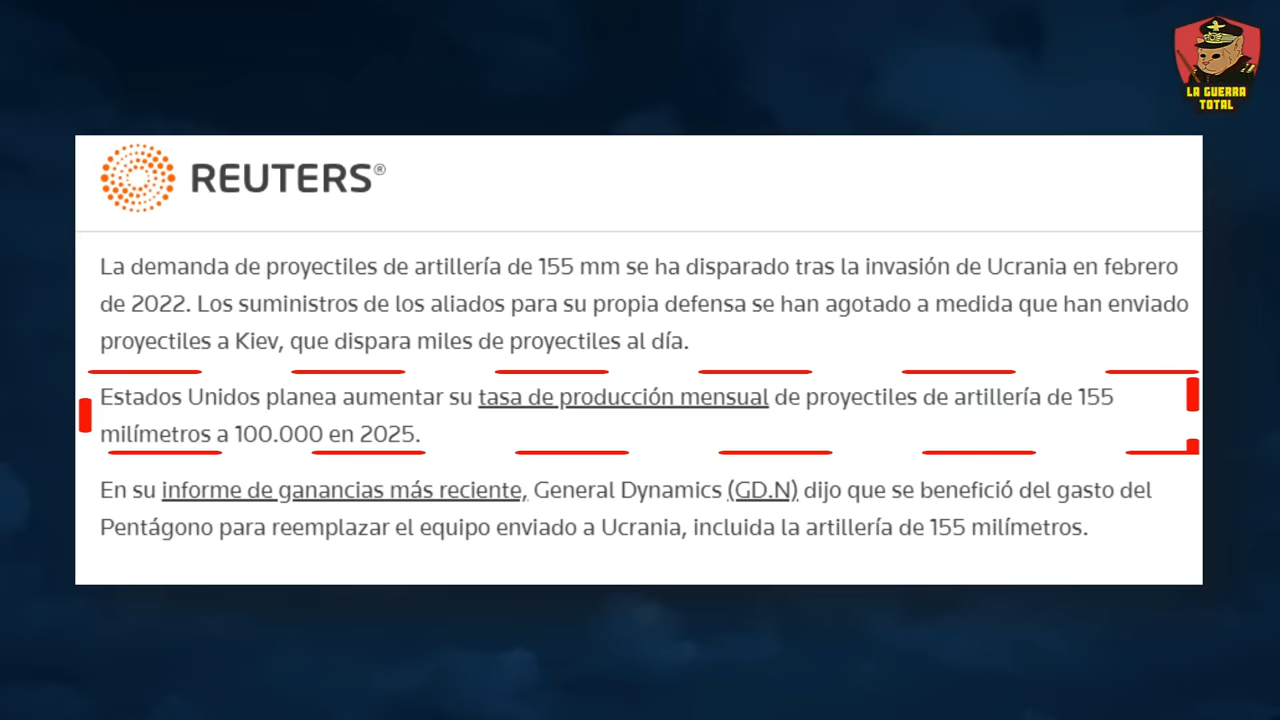 LA GUERRA
TOTAL
REUTERS®
La demanda de proyectiles de artillería de 155 mm se ha disparado tras la invasión de Ucrania en febrero
de 2022. Los suministros de los aliados para su propia defensa se han agotado a medida que han enviado
proyectiles a Kiev, que dispara miles de proyectiles al día.
Estados Unidos planea aumentar su tasa de producción mensual de proyectiles de artillería de 155
milímetros a 100.000 en 2025.
En su informe de ganancias más reciente, General Dynamics (GD.N) dijo que se benefició del gasto del
Pentágono para reemplazar el equipo enviado a Ucrania, incluida la artillería de 155 milímetros.